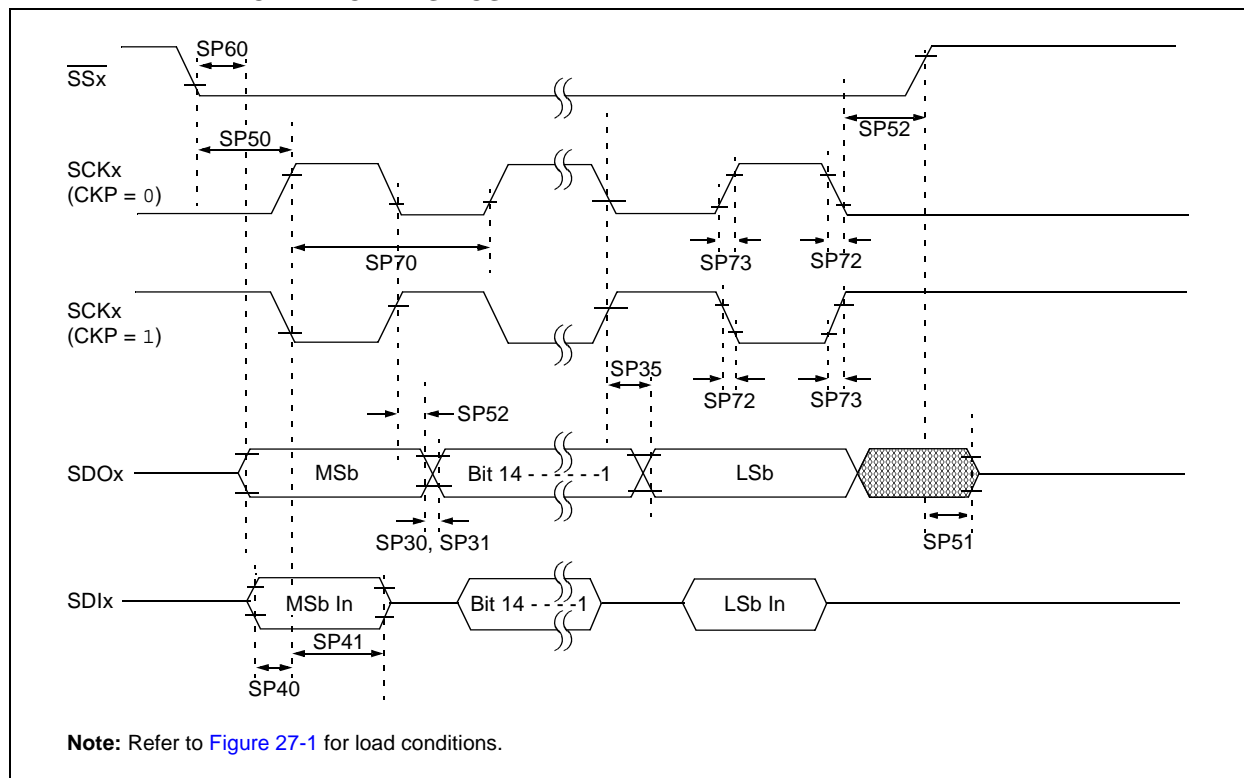 SP60
SSx
SP50
SP52
SCKx
(CKP = 0)
SP70
SP73
SP72
SCKx
(CKP = 1)
SP35
SP72
SP73
SP52
SDOx
MSb
Bit 14 - - - - - -1
LSb
SP30, SP31
SP51
SDIx
MSb In
Bit 14 - - - -1
LSb In
SP41
SP40
Note: Refer to Figure 27-1 for load conditions.